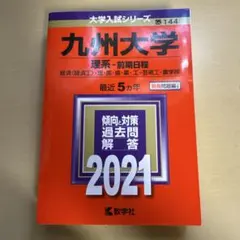 大学入試シリーズ
144
九州大学
理系-前期日程
最近5カ年
傾向と対策
過去問
解答
2021
教学社